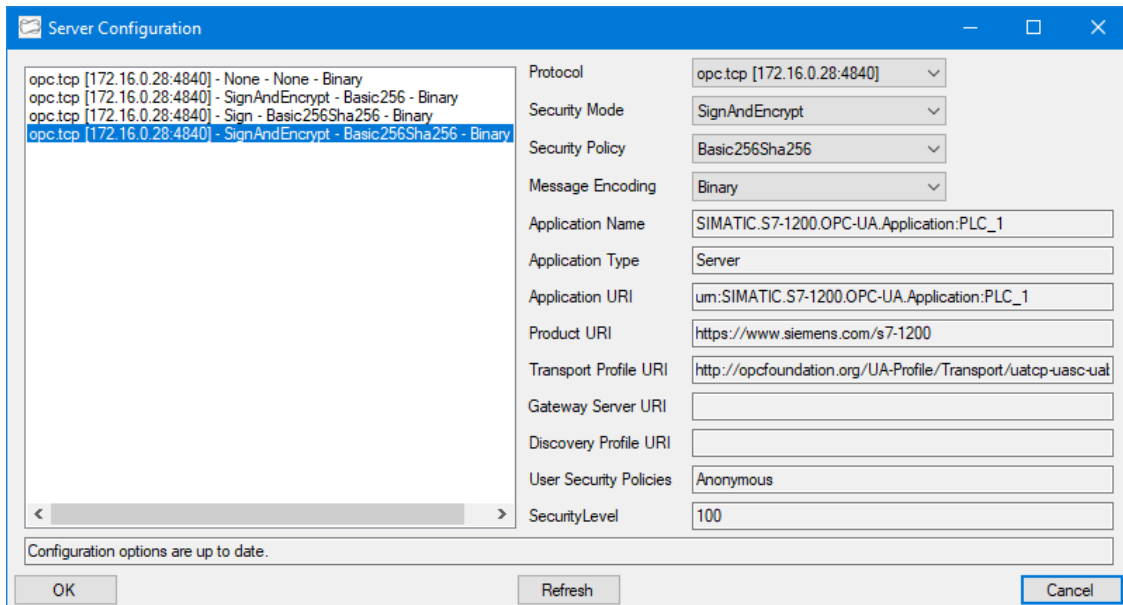 Server Configuration
opc.tcp [172.16.0.28:4840] - None - None - Binary
opc.tcp [172.16.0.28:4840] - SignAndEncrypt - Basic256 - Binary
opc.tcp [172.16.0.28:4840] - Sign - Basic256Sha256 - Binary
opc.tcp [172.16.0.28:4840] - SignAndEncrypt - Basic256Sha256 - Binary
Protocol opc.tcp [172.16.0.28:4840]
Security Mode SignAndEncrypt
Security Policy Basic256Sha256
Message Encoding Binary
Application Name SIMATIC.S7-1200.OPC-UA.Application:PLC_1
Application Type Server
Application URI urn:SIMATIC.S7-1200.OPC-UA.Application:PLC_1
Product URI https://www.siemens.com/s7-1200
Transport Profile URI http://opcfoundation.org/UA-Profile/Transport/uatcp-uasc-uab
Gateway Server URI
Discovery Profile URI
User Security Policies Anonymous
SecurityLevel 100
Configuration options are up to date.
OK Refresh Cancel